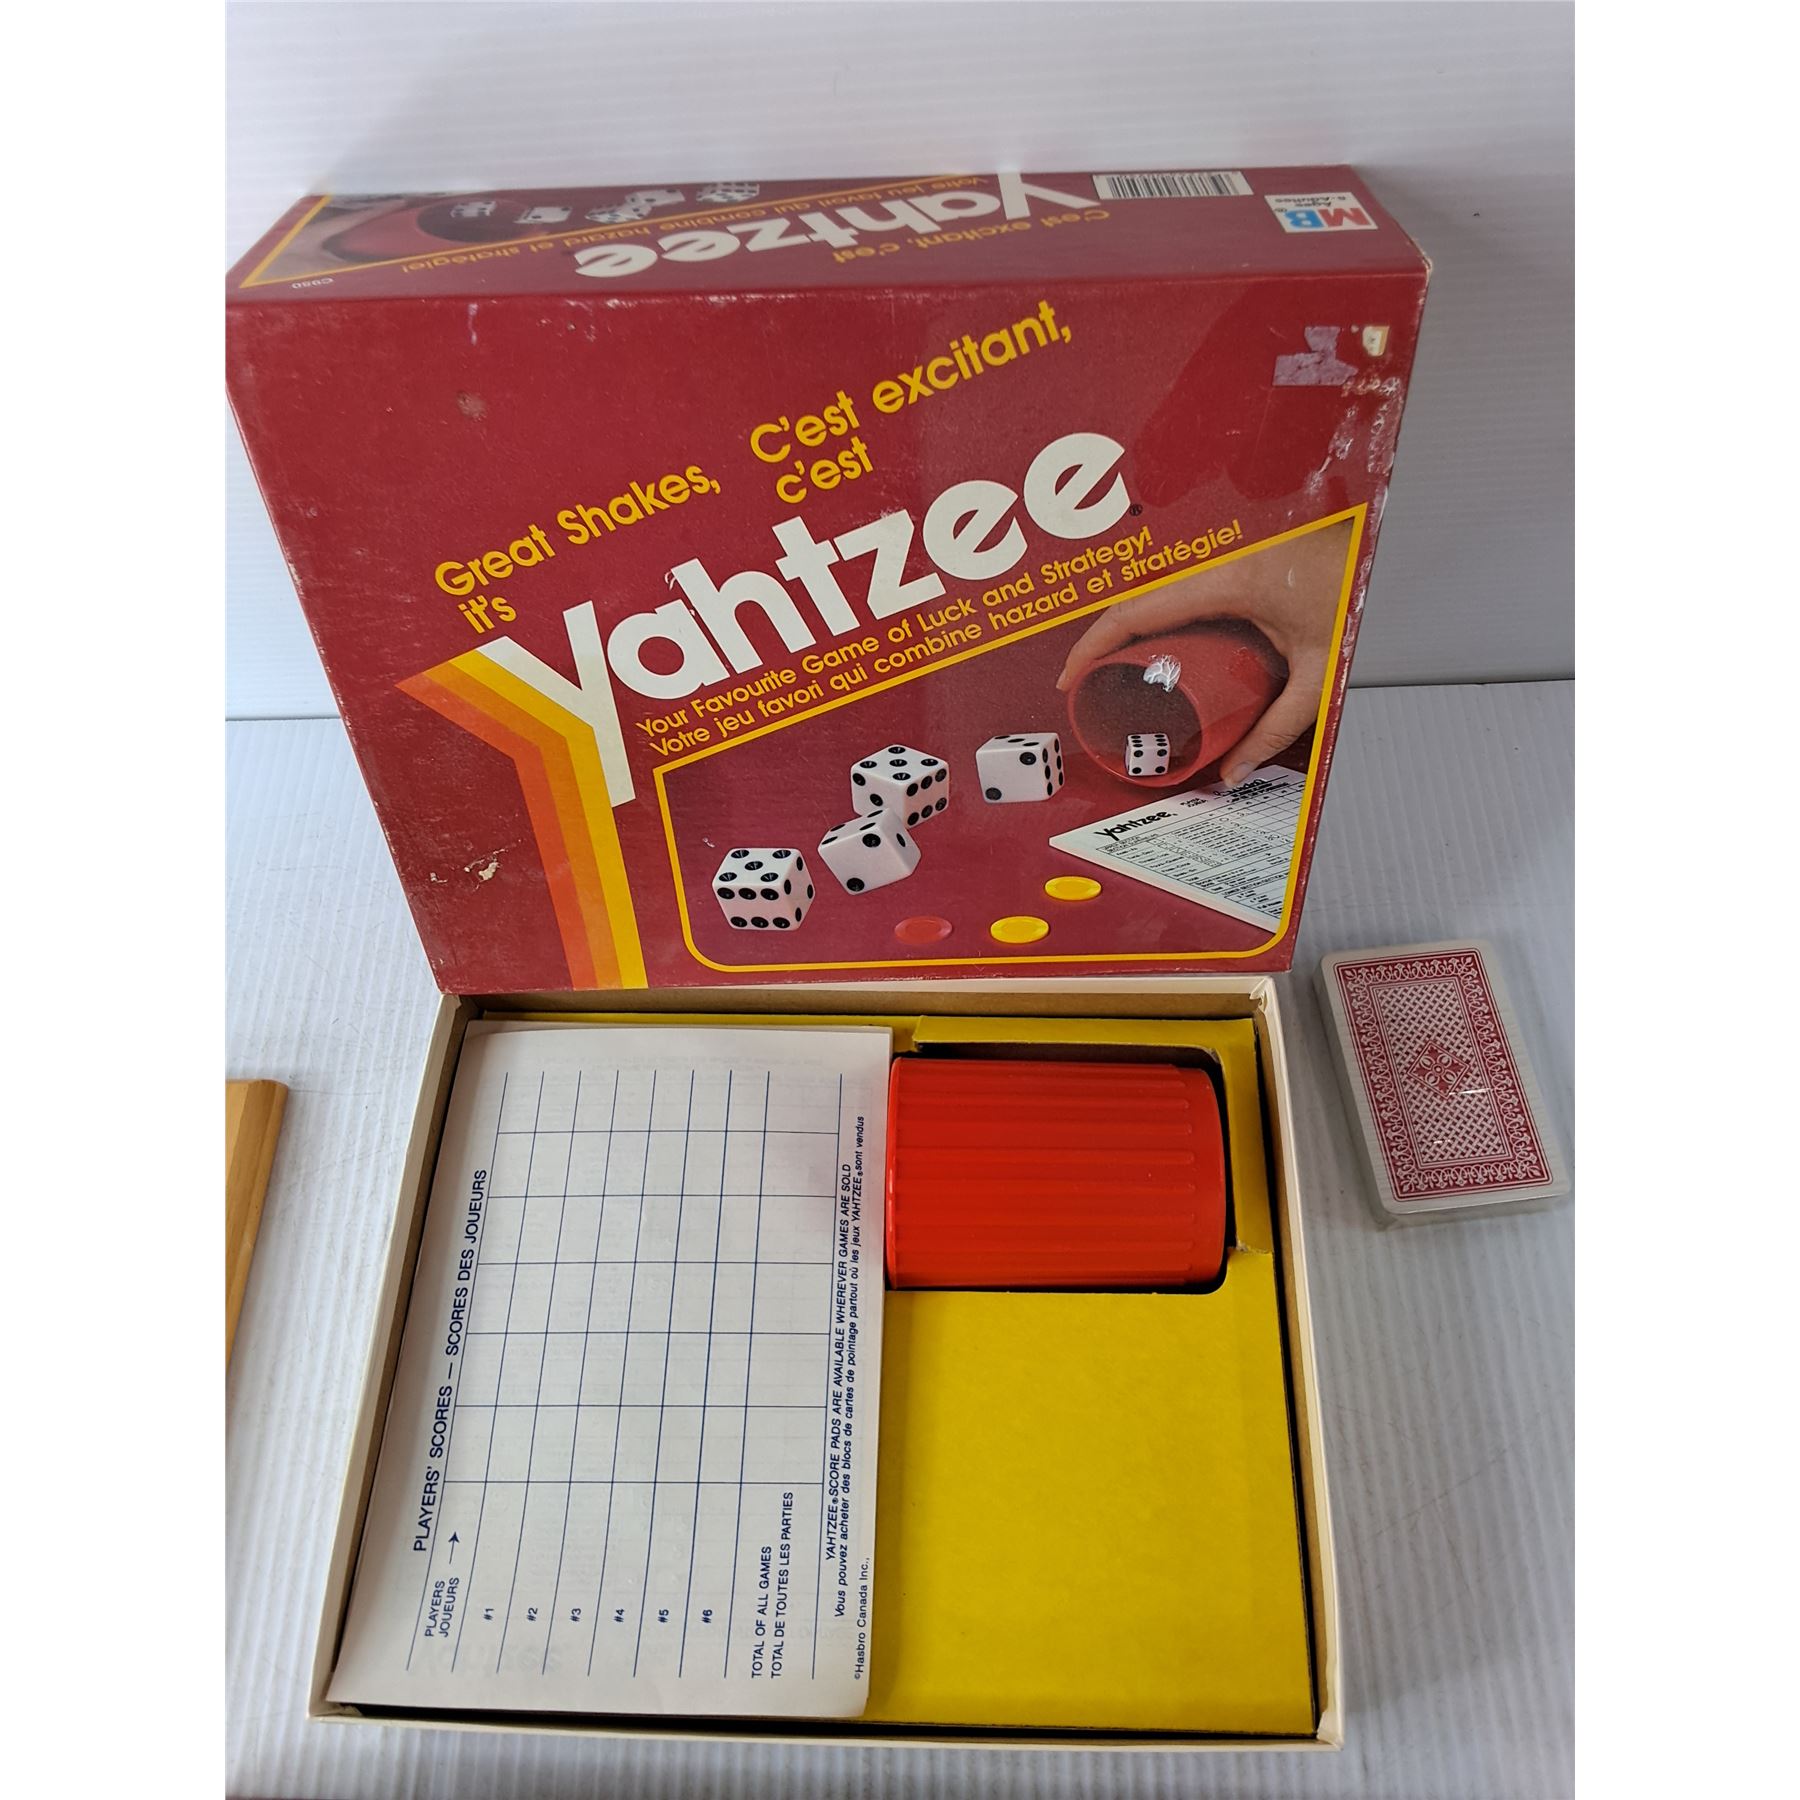 C'est excitant, c'est
Yahtzee
Votre jeu favori qui combine hazard et stratégie!
MB®
Ages
8-Adultes
Great Shakes,
it's
C'est excitant,
c'est
Yahtzee®
Your Favourite Game of Luck and Strategy!
Votre jeu favori qui combine hazard et stratégie!
Yahtzee
PLAYERS' SCORES — SCORES DES JOUEURS
PLAYERS
JOUEURS
#1
#2
#3
#4
#5
#6
TOTAL OF ALL GAMES
TOTAL DE TOUTES LES PARTIES
YAHTZEE® SCORE PADS ARE AVAILABLE WHEREVER GAMES ARE SOLD
Vous pouvez acheter des blocs de cartes de pointage partout où les jeux YAHTZEE® sont vendus
©Hasbro Canada Inc.,